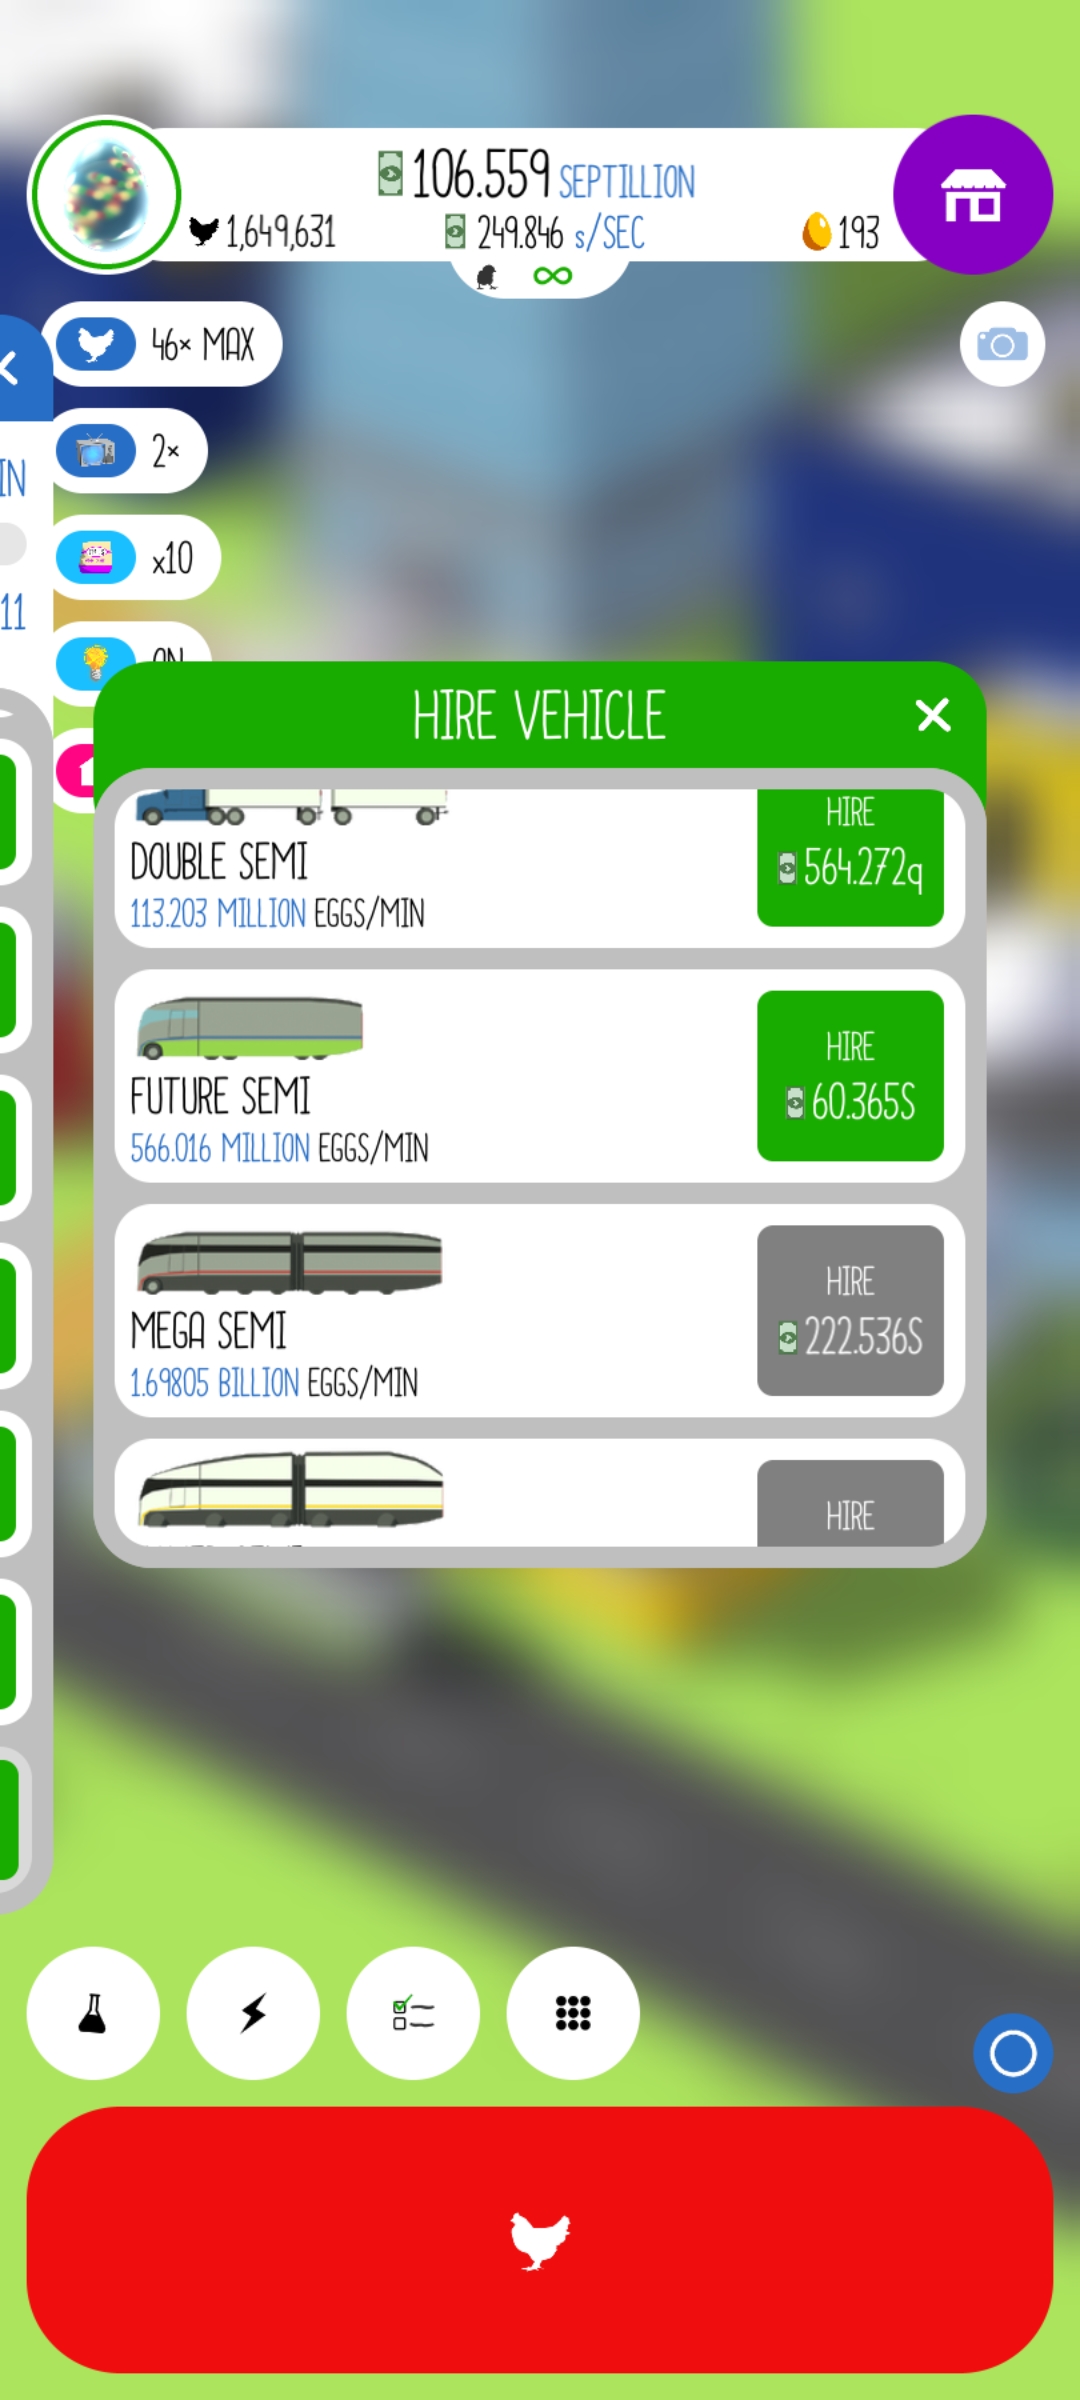 106.559 SEPTILLION
1,649,631
249.846 s/SEC
193
46× MAX
IN
2×
x10
11
ON
HIRE VEHICLE
HIRE
564.272q
DOUBLE SEMI
113.203 MILLION EGGS/MIN
HIRE
60.365S
FUTURE SEMI
566.016 MILLION EGGS/MIN
HIRE
222.536S
MEGA SEMI
1.69805 BILLION EGGS/MIN
HIRE